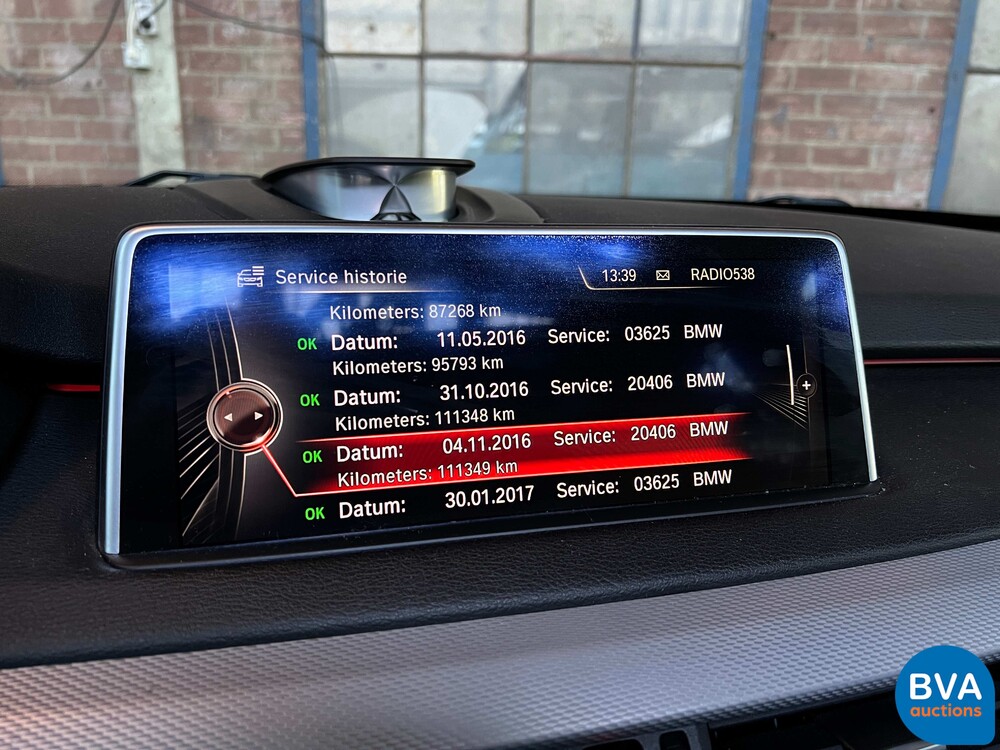 Service historie
13:39 RADIO538
Kilometers: 87268 km
OK Datum: 11.05.2016 Service: 03625 BMW
Kilometers: 95793 km
OK Datum: 31.10.2016 Service: 20406 BMW
Kilometers: 111348 km
OK Datum: 04.11.2016 Service: 20406 BMW
Kilometers: 111349 km
OK Datum: 30.01.2017 Service: 03625 BMW
BVA
auctions